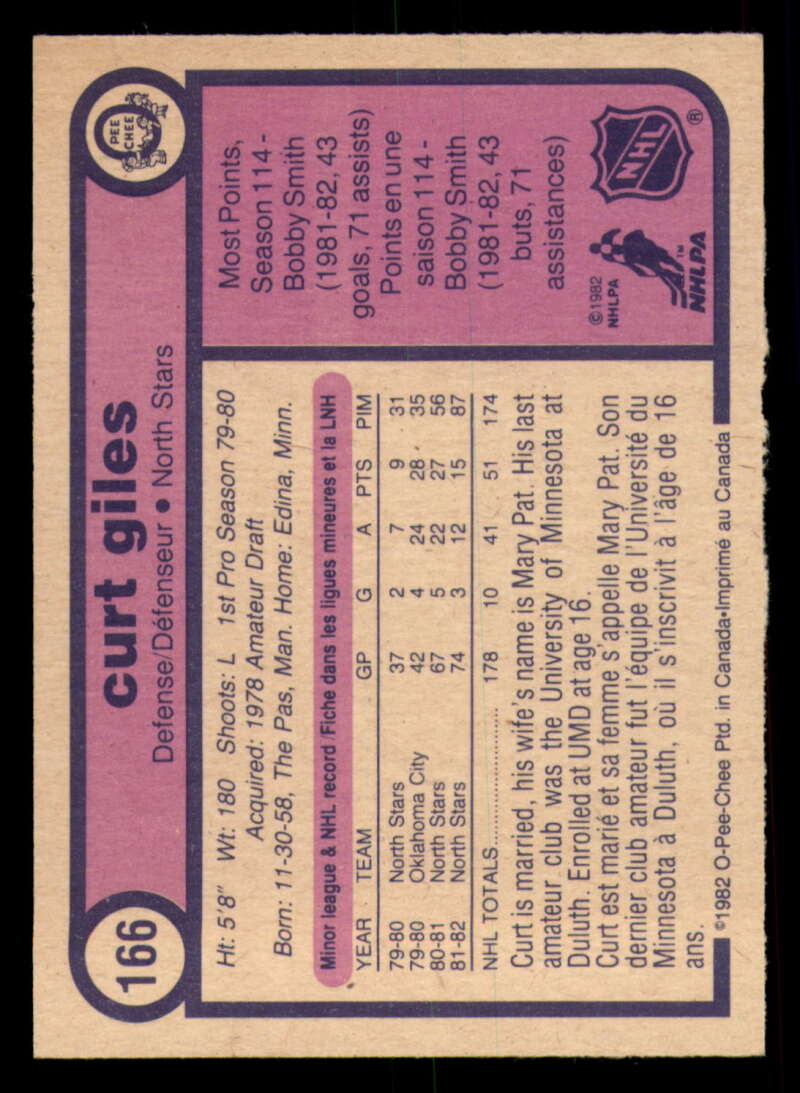 166
curt giles
Defense/Défenseur • North Stars
O
PEE
CHEE
Ht: 5'8" Wt: 180 Shoots: L 1st Pro Season 79-80
Acquired: 1978 Amateur Draft
Born: 11-30-58, The Pas, Man. Home: Edina, Minn.
Minor league & NHL record/Fiche dans les ligues mineures et la LNH
YEAR TEAM GP G A PTS PIM
79-80 North Stars 37 2 7 9 31
79-80 Oklahoma City 42 4 24 28 35
80-81 North Stars 67 5 22 27 56
81-82 North Stars 74 3 12 15 87
NHL TOTALS.................... 178 10 41 51 174
Curt is married, his wife's name is Mary Pat. His last
amateur club was the University of Minnesota at
Duluth. Enrolled at UMD at age 16.
Curt est marié et sa femme s'appelle Mary Pat. Son
dernier club amateur fut l'équipe de l'Université du
Minnesota à Duluth, où il s'inscrivit à l'âge de 16
ans.
Most Points,
Season 114 -
Bobby Smith
(1981-82, 43
goals, 71 assists)
Points en une
saison 114 -
Bobby Smith
(1981-82, 43
buts, 71
assistances)
©1982
NHLPA
NHLPA™
NHL®
©1982 O-Pee-Chee Ptd. in Canada•Imprimé au Canada